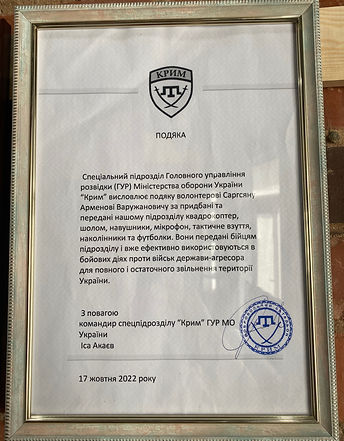 КРИМ
ПОДЯКА
Спеціальний підрозділ Головного управління
розвідки (ГУР) Міністерства оборони України
"Крим" висловлює подяку волонтерові Саргсяну
Арменові Варужановичу за придбані та
передані нашому підрозділу квадрокоптер,
шолом, навушники, мікрофон, тактичне взуття,
наколінники та футболки. Вони передані бійцям
підрозділу і вже ефективно використовуються в
бойових діях проти військ держави-агресора
для повного і остаточного звільнення території
України.
З повагою
командир спецпідрозділу "Крим" ГУР МО
України
Іса Акаєв
КРИМ
17 жовтня 2022 року